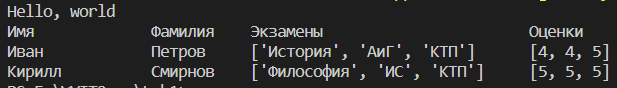 Hello, world
Имя Фамилия Экзамены Оценки
Иван Петров ['История', 'АиГ', 'КТП'] [4, 4, 5]
Кирилл Смирнов ['Философия', 'ИС', 'КТП'] [5, 5, 5]